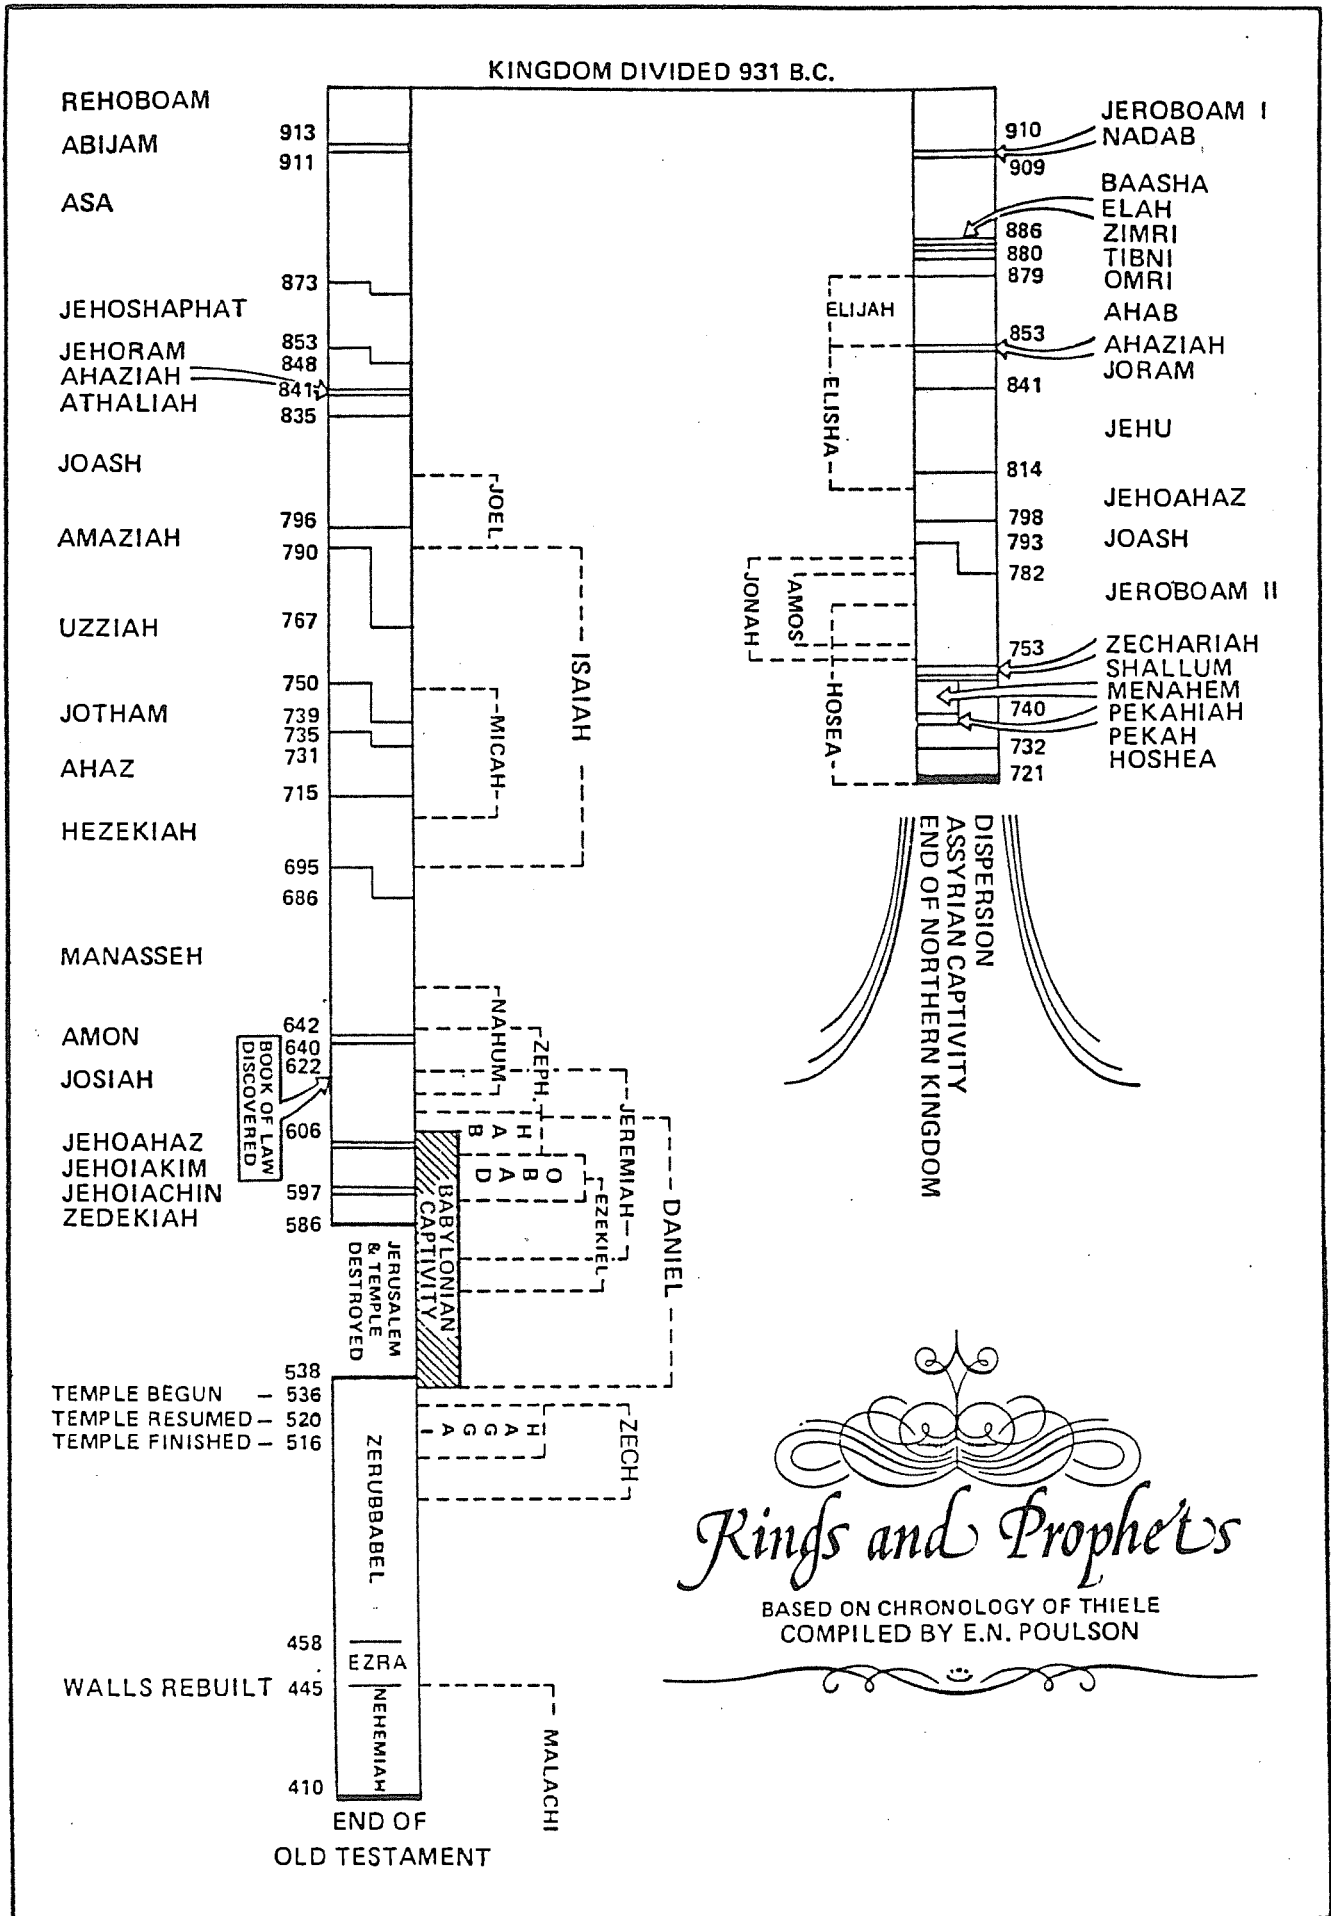 KINGDOM DIVIDED 931 B.C.
REHOBOAM
913
ABIJAM
911
ASA
873
JEHOSHAPHAT
853
JEHORAM
848
AHAZIAH
841
ATHALIAH
835
JOASH
796
AMAZIAH
790
UZZIAH
767
750
JOTHAM
739
735
731
AHAZ
715
HEZEKIAH
695
686
MANASSEH
642
AMON
640
622
JOSIAH
BOOK OF LAW
DISCOVERED
606
JEHOAHAZ
JEHOIAKIM
JEHOIACHIN
597
ZEDEKIAH
586
JERUSALEM
& TEMPLE
DESTROYED
538
TEMPLE BEGUN – 536
TEMPLE RESUMED – 520
TEMPLE FINISHED – 516
ZERUBBABEL
458
EZRA
WALLS REBUILT 445
NEHEMIAH
410
END OF
OLD TESTAMENT
JOEL
ISAIAH
MICAH
NAHUM
ZEPH.
JEREMIAH
HAB
OBAD
EZEKIEL
DANIEL
BABYLONIAN
CAPTIVITY
HAGGA-
ZECH
MALACHI
JEROBOAM I
910
NADAB
909
BAASHA
ELAH
886
ZIMRI
880
TIBNI
879
OMRI
ELIJAH
AHAB
853
AHAZIAH
JORAM
841
ELISHA
JEHU
814
JEHOAHAZ
798
793
JOASH
782
JONAH
AMOS
JEROBOAM II
753
ZECHARIAH
SHALLUM
MENAHEM
740
PEKAHIAH
PEKAH
732
HOSHEA
721
HOSEA
DISPERSION
ASSYRIAN CAPTIVITY
END OF NORTHERN KINGDOM
Kings and Prophets
BASED ON CHRONOLOGY OF THIELE
COMPILED BY E.N. POULSON